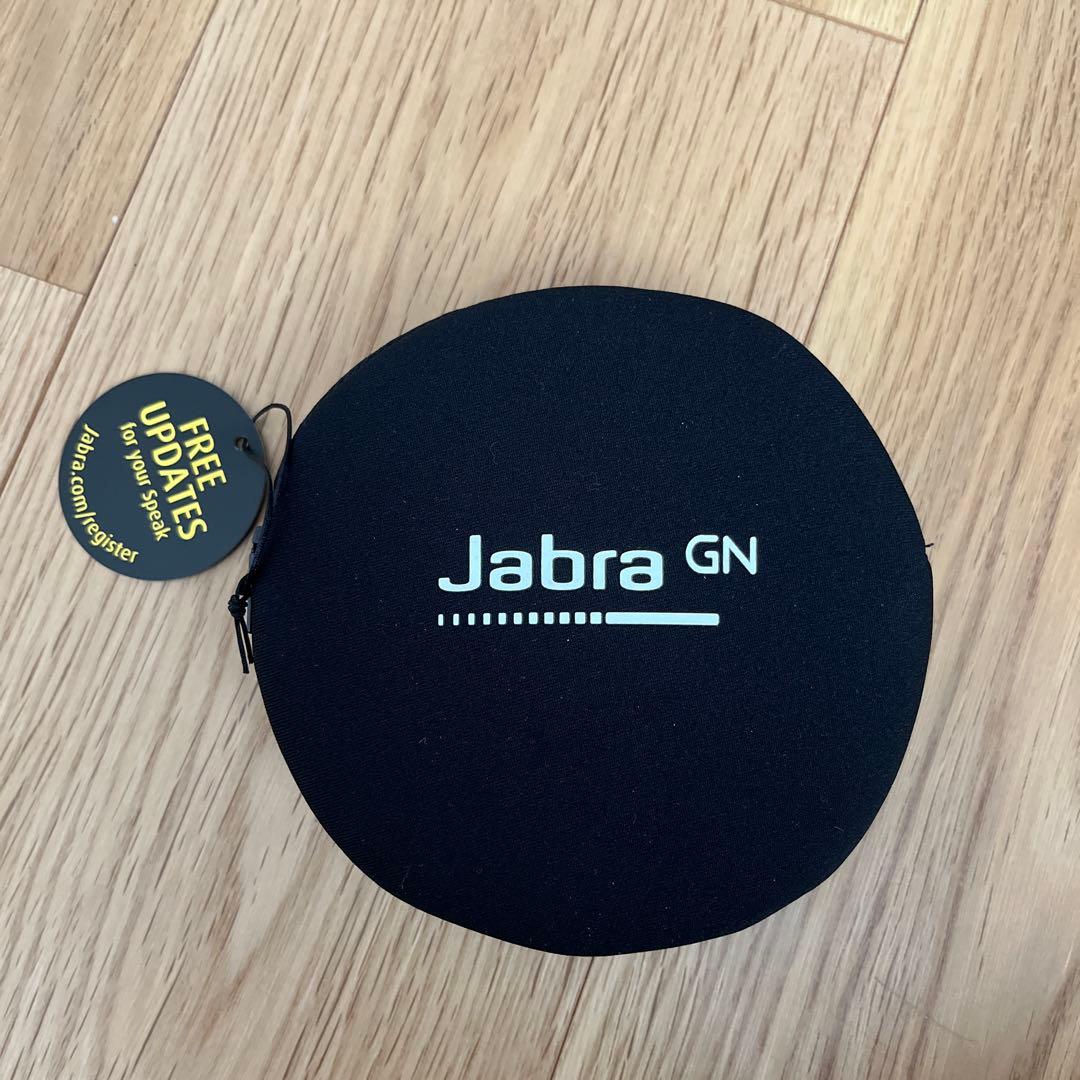 FREE
UPDATES
for your Speak
Jabra.com/register
Jabra GN